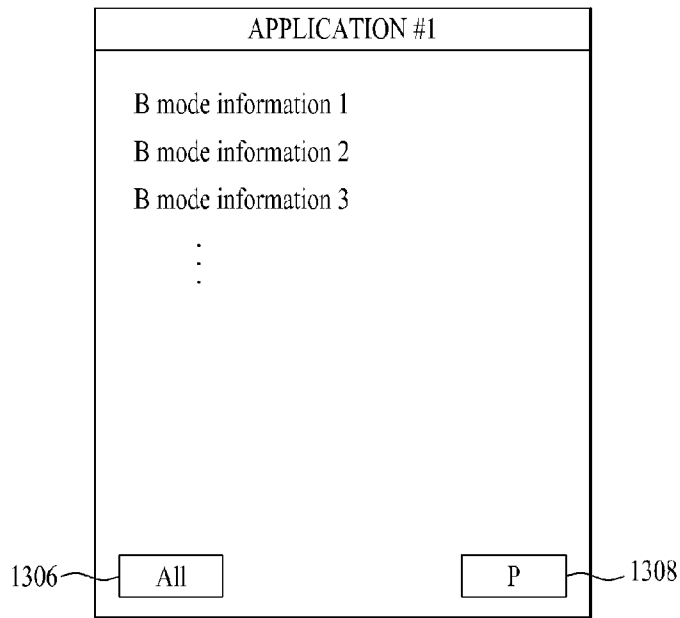 APPLICATION #1
B mode information 1
B mode information 2
B mode information 3
.
.
.
1306 All P 1308